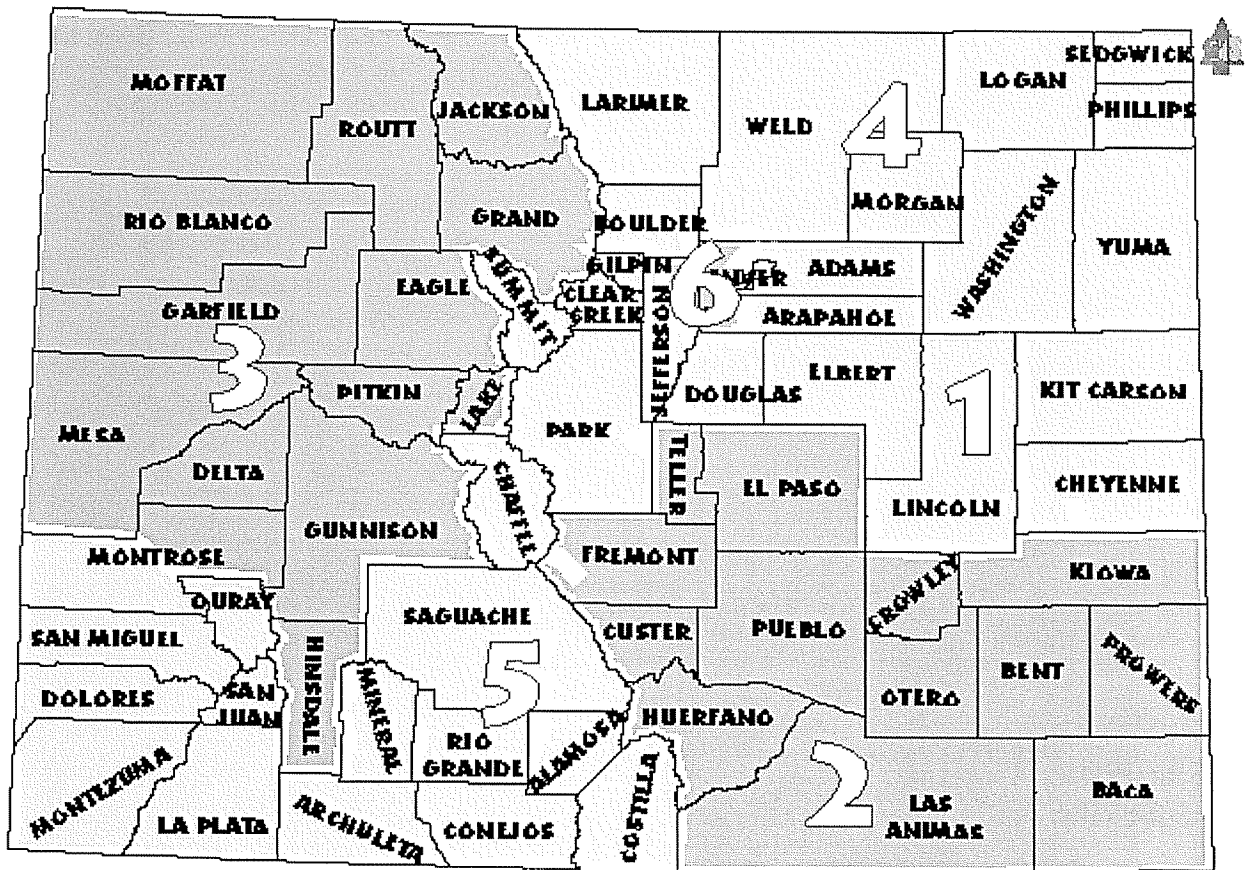 MOFFAT
ROUTT
JACKSON
LARIMER
WELD
4
LOGAN
SEDGWICK
PHILLIPS
MORGAN
WASHINGTON
YUMA
RIO BLANCO
GRAND
BOULDER
GILPIN
6
ADAMS
CLEAR
CREEK
ARAPAHOE
GARFIELD
EAGLE
SUMMIT
JEFFERSON
3
PITKIN
LAKE
PARK
DOUGLAS
ELBERT
1
KIT CARSON
MESA
DELTA
GUNNISON
CHAFFEE
TELLER
EL PASO
LINCOLN
CHEYENNE
MONTROSE
OURAY
FREMONT
CROWLEY
KIOWA
SAN MIGUEL
SAGUACHE
CUSTER
PUEBLO
OTERO
BENT
PROWERS
DOLORES
SAN
JUAN
HINSDALE
MINERAL
5
RIO
GRANDE
ALAMOSA
HUERFANO
MONTEZUMA
LA PLATA
ARCHULETA
CONEJOS
COSTILLA
2
LAS
ANIMAS
BACA